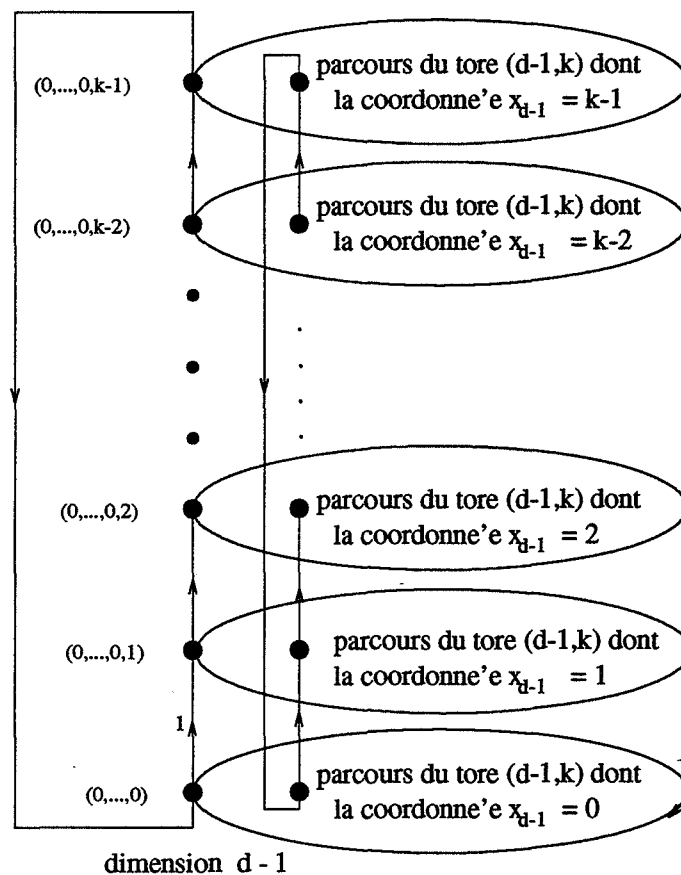 (0,...,0,k-1)
parcours du tore (d-1,k) dont
la coordonne'e x_{d-1} = k-1
(0,...,0,k-2)
parcours du tore (d-1,k) dont
la coordonne'e x_{d-1} = k-2
(0,...,0,2)
parcours du tore (d-1,k) dont
la coordonne'e x_{d-1} = 2
(0,...,0,1)
parcours du tore (d-1,k) dont
la coordonne'e x_{d-1} = 1
1
(0,...,0)
parcours du tore (d-1,k) dont
la coordonne'e x_{d-1} = 0
dimension d - 1